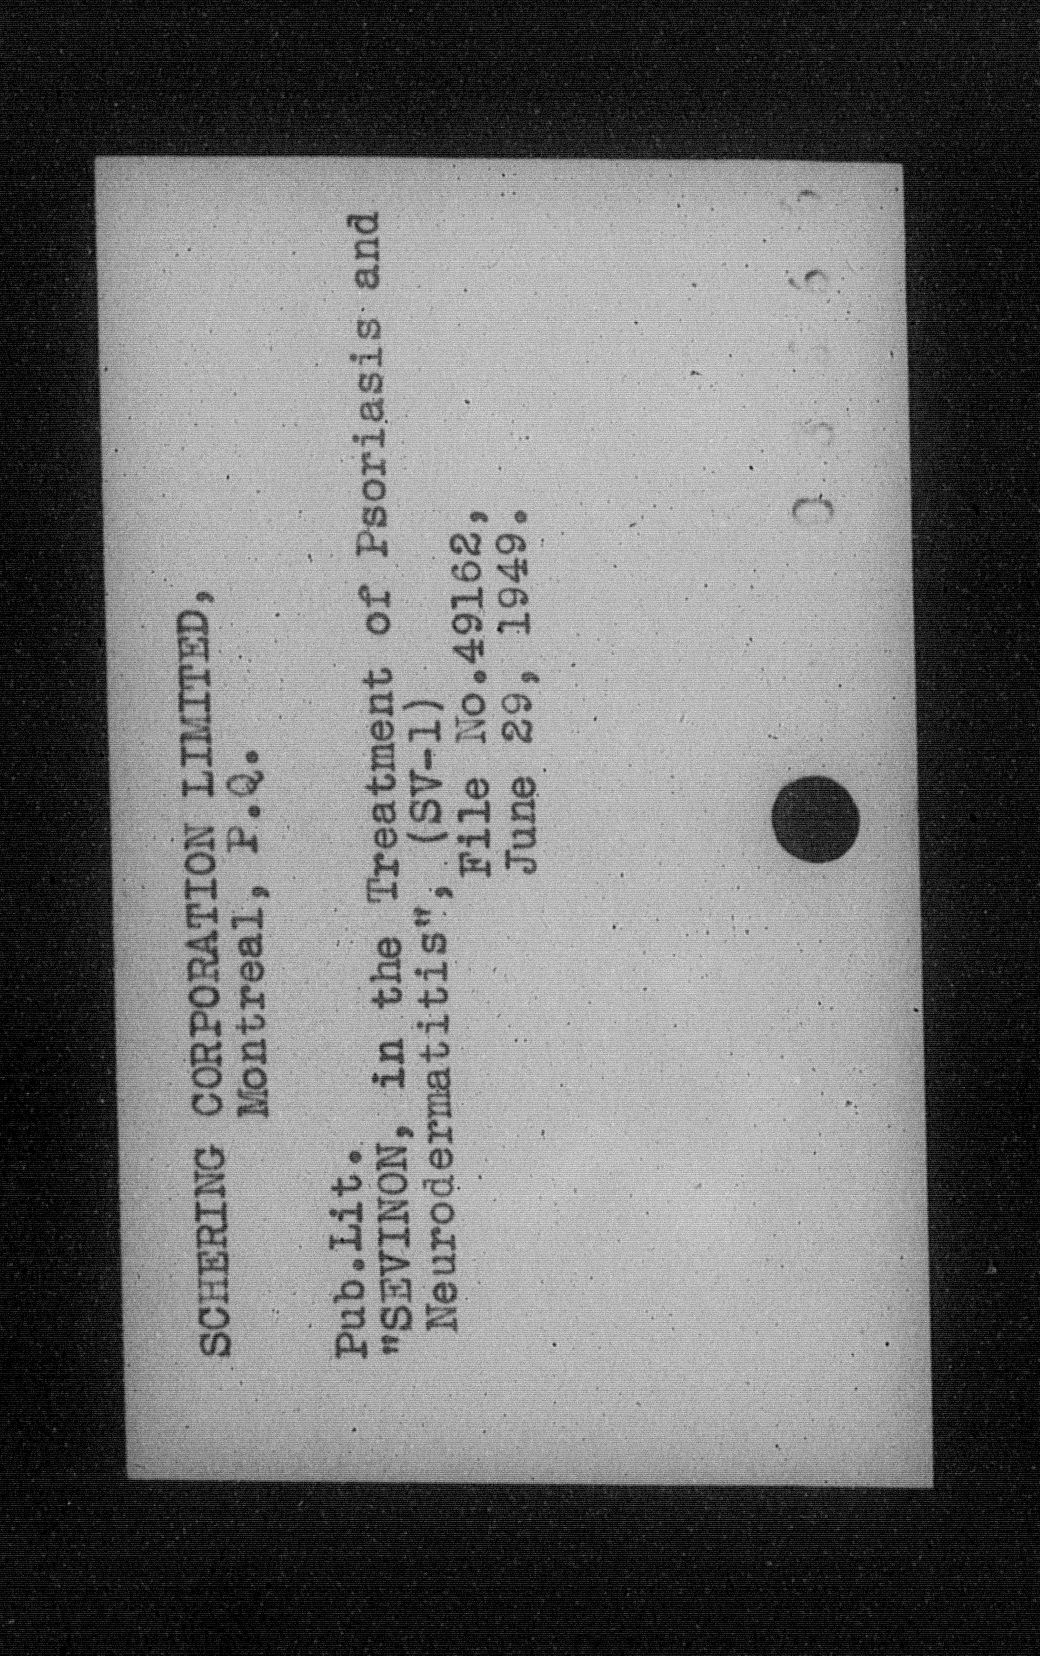 SCHERING CORPORATION LIMITED,
Montreal, P.Q.
Pub.Lit.
"SEVINON, in the Treatment of Psoriasis and
Neurodermatitis", (SV-1)
File No.49162,
June 29, 1949.